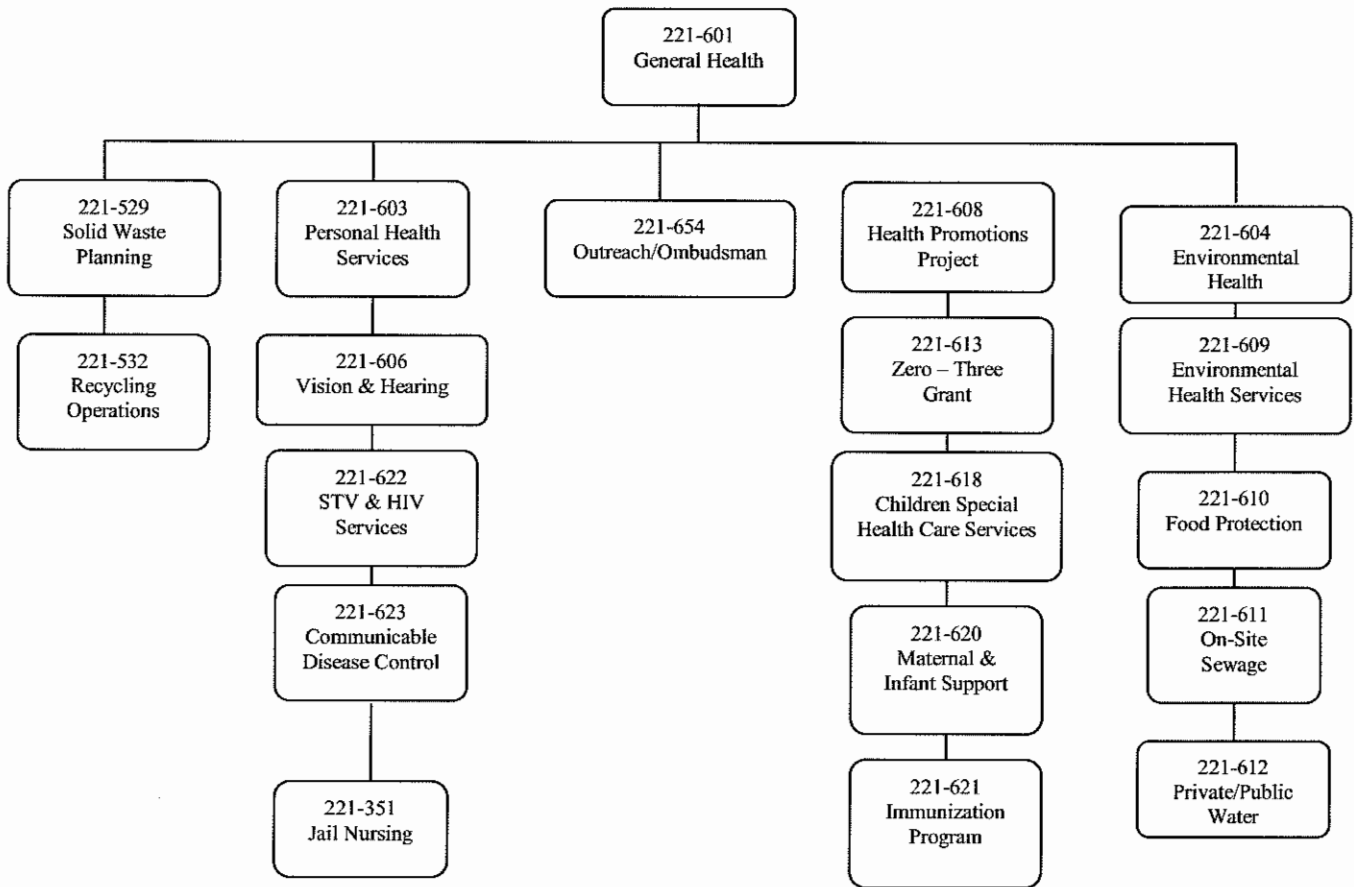 221-601
General Health
221-529
Solid Waste
Planning
221-603
Personal Health
Services
221-654
Outreach/Ombudsman
221-608
Health Promotions
Project
221-604
Environmental
Health
221-532
Recycling
Operations
221-606
Vision & Hearing
221-613
Zero – Three
Grant
221-609
Environmental
Health Services
221-622
STV & HIV
Services
221-618
Children Special
Health Care Services
221-610
Food Protection
221-623
Communicable
Disease Control
221-620
Maternal &
Infant Support
221-611
On-Site
Sewage
221-351
Jail Nursing
221-621
Immunization
Program
221-612
Private/Public
Water